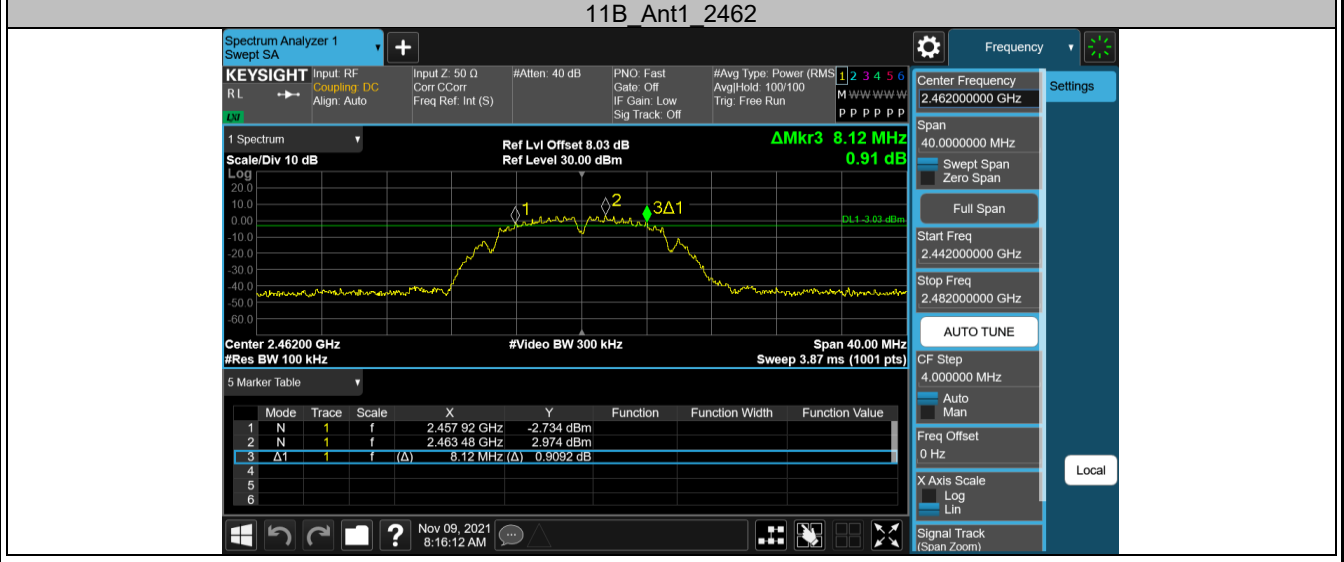 11B_Ant1_2462
Spectrum Analyzer 1
Swept SA
Frequency
KEYSIGHT
RL
LXI
Input: RF
Coupling: DC
Align: Auto
Input Z: 50 Ω
Corr CCorr
Freq Ref: Int (S)
#Atten: 40 dB
PNO: Fast
Gate: Off
IF Gain: Low
Sig Track: Off
#Avg Type: Power (RMS
Avg|Hold: 100/100
Trig: Free Run
1 2 3 4 5 6
M W W W W W
P P P P P P
1 Spectrum
Scale/Div 10 dB
Ref Lvl Offset 8.03 dB
Ref Level 30.00 dBm
ΔMkr3 8.12 MHz
0.91 dB
Log
20.0
10.0
0.00
-10.0
-20.0
-30.0
-40.0
-50.0
-60.0
1
2
3Δ1
DL1 -3.03 dBm
Center 2.46200 GHz
#Video BW 300 kHz
Span 40.00 MHz
#Res BW 100 kHz
Sweep 3.87 ms (1001 pts)
5 Marker Table
Mode Trace Scale X Y Function Function Width Function Value
1 N 1 f 2.457 92 GHz -2.734 dBm
2 N 1 f 2.463 48 GHz 2.974 dBm
3 Δ1 1 f (Δ) 8.12 MHz (Δ) 0.9092 dB
4
5
6
?
Nov 09, 2021
8:16:12 AM
Center Frequency
2.462000000 GHz
Settings
Span
40.0000000 MHz
Swept Span
Zero Span
Full Span
Start Freq
2.442000000 GHz
Stop Freq
2.482000000 GHz
AUTO TUNE
CF Step
4.000000 MHz
Auto
Man
Freq Offset
0 Hz
X Axis Scale
Log
Lin
Local
Signal Track
(Span Zoom)